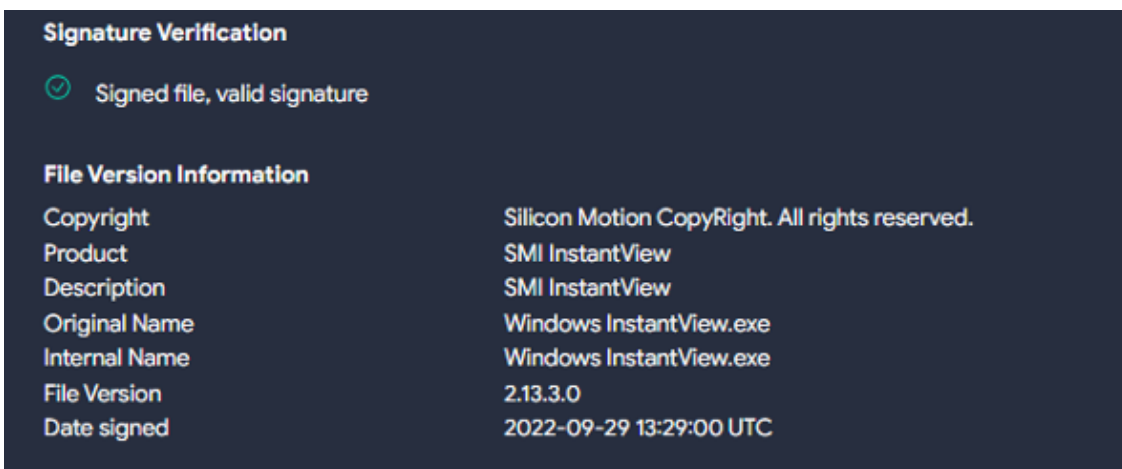 Signature Verification
Signed file, valid signature
File Version Information
Copyright Silicon Motion CopyRight. All rights reserved.
Product SMI InstantView
Description SMI InstantView
Original Name Windows InstantView.exe
Internal Name Windows InstantView.exe
File Version 2.13.3.0
Date signed 2022-09-29 13:29:00 UTC